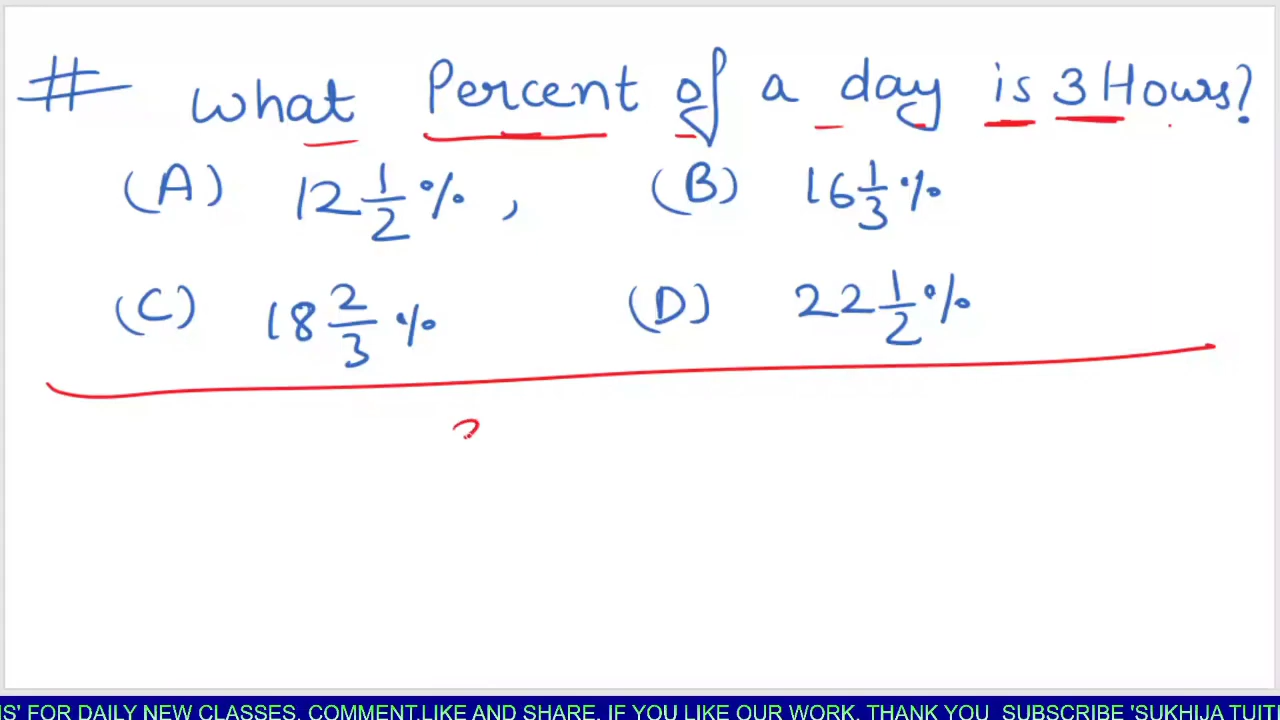 # What Percent of a day is 3 Hours?
(A) 12 1/2 % , (B) 16 1/3 %
(C) 18 2/3 % (D) 22 1/2 %
S' FOR DAILY NEW CLASSES. COMMENT,LIKE AND SHARE, IF YOU LIKE OUR WORK. THANK YOU SUBSCRIBE 'SUKHIJA TUIT